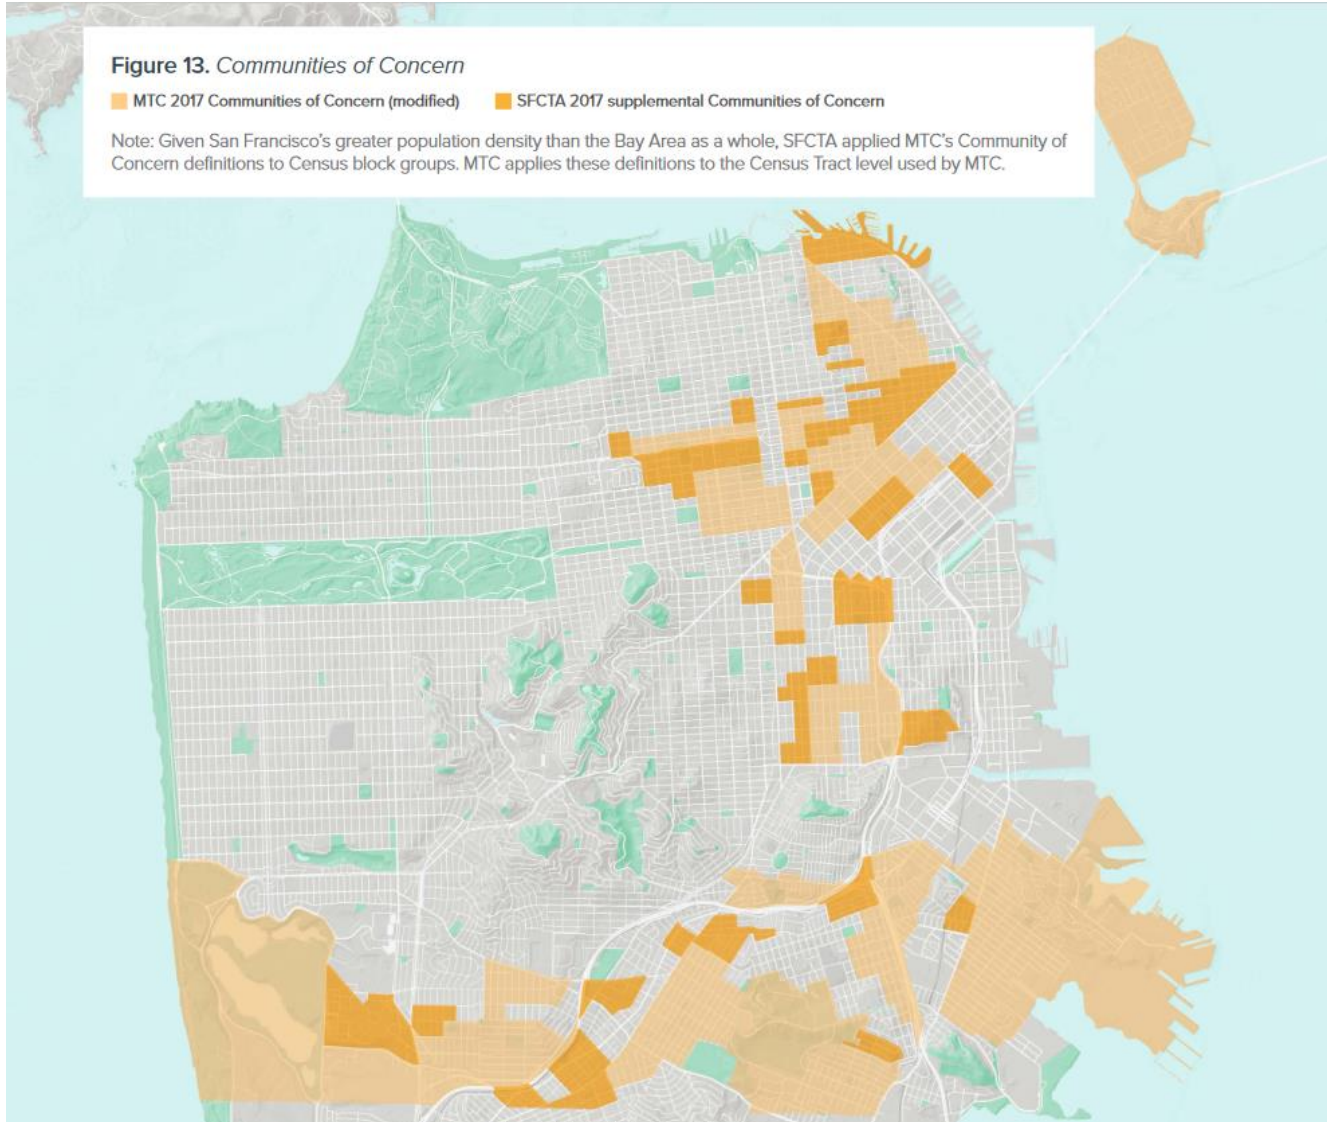 Figure 13. Communities of Concern
MTC 2017 Communities of Concern (modified) SFCTA 2017 supplemental Communities of Concern
Note: Given San Francisco's greater population density than the Bay Area as a whole, SFCTA applied MTC's Community of
Concern definitions to Census block groups. MTC applies these definitions to the Census Tract level used by MTC.